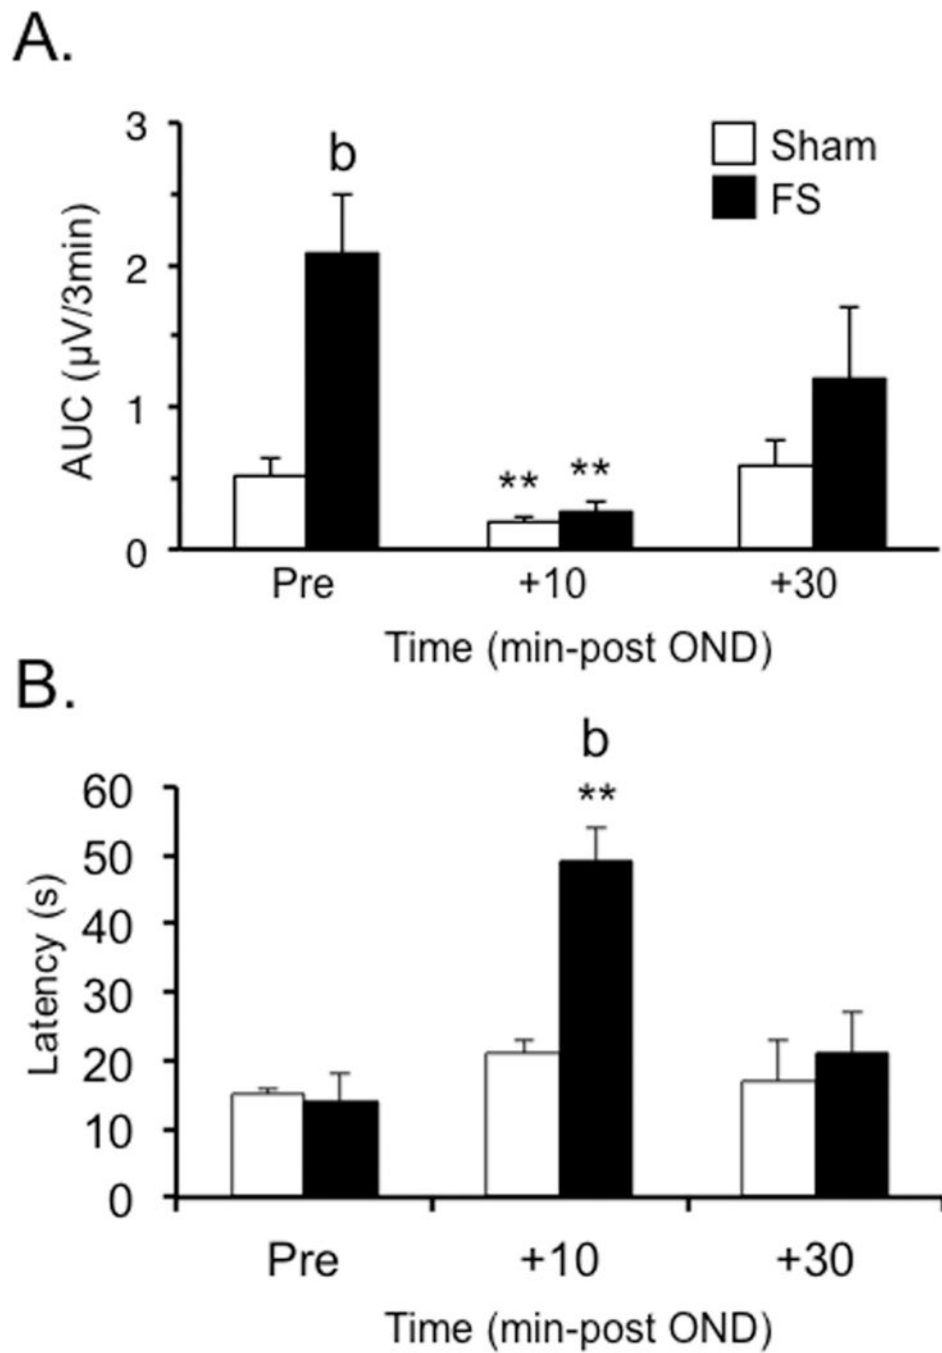 A.
3
b
Sham
FS
2
AUC (µV/3min)
1
** **
0
Pre +10 +30
Time (min-post OND)
B.
b
60
**
50
40
Latency (s)
30
20
10
0
Pre +10 +30
Time (min-post OND)